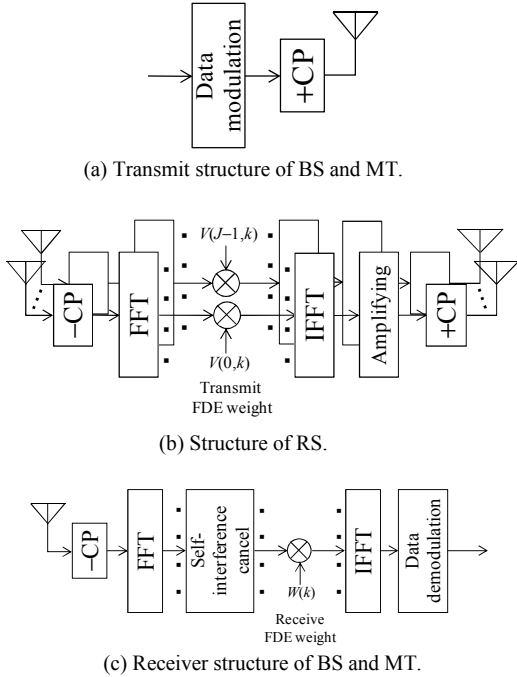 Data
modulation
+CP
(a) Transmit structure of BS and MT.
V(J−1,k)
−CP
FFT
IFFT
Amplifying
+CP
V(0,k)
Transmit
FDE weight
(b) Structure of RS.
−CP
FFT
Self-
interference
cancel
W(k)
IFFT
Data
demodulation
Receive
FDE weight
(c) Receiver structure of BS and MT.